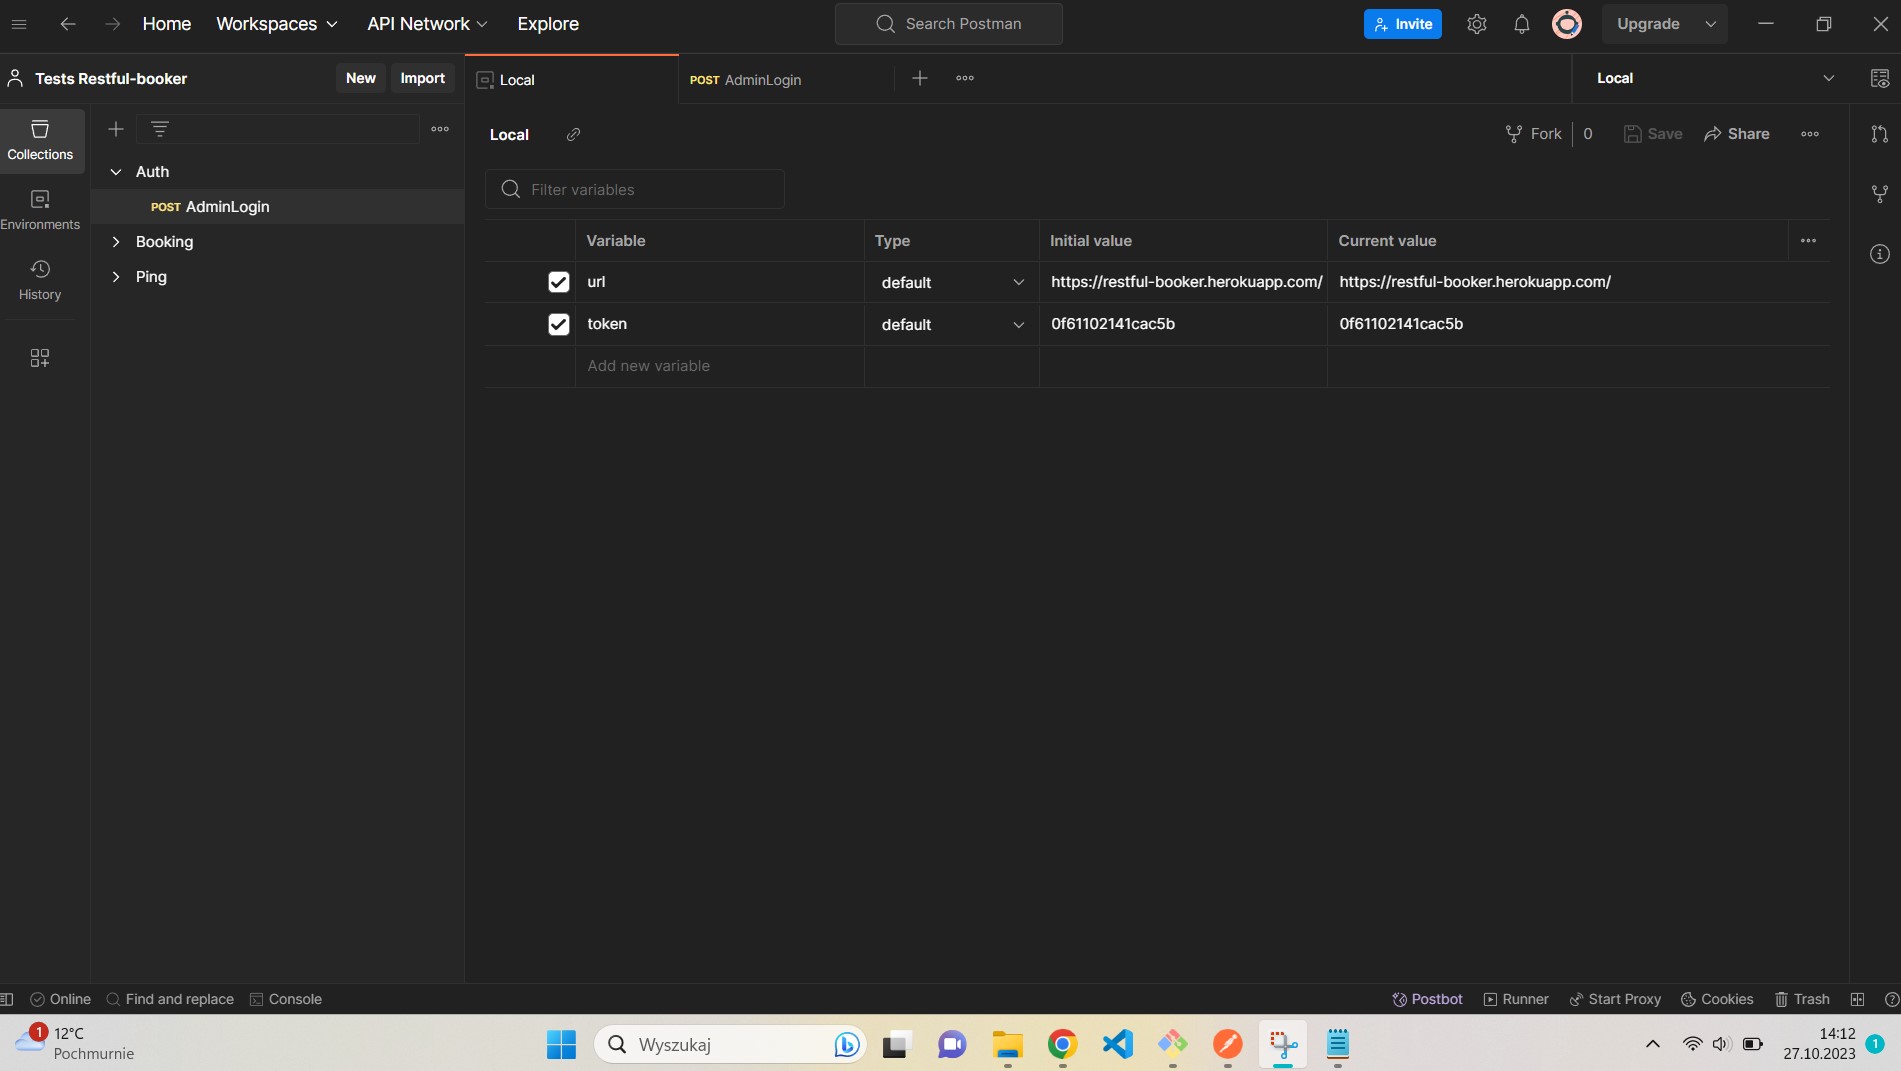 Home Workspaces API Network Explore Search Postman Invite Upgrade
Tests Restful-booker New Import Local POST AdminLogin Local
Collections
Environments
History
Auth
POST AdminLogin
Booking
Ping
Local Fork 0 Save Share
Filter variables
Variable Type Initial value Current value
url default https://restful-booker.herokuapp.com/ https://restful-booker.herokuapp.com/
token default 0f61102141cac5b 0f61102141cac5b
Add new variable
Online Find and replace Console Postbot Runner Start Proxy Cookies Trash
1 12°C
Pochmurnie
Wyszukaj
14:12
27.10.2023
1